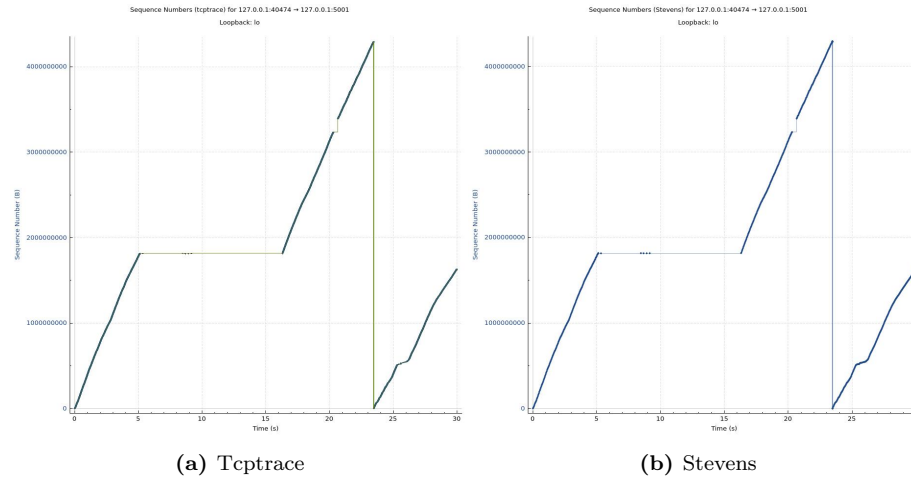 Sequence Numbers (tcptrace) for 127.0.0.1:40474 → 127.0.0.1:5001
Loopback: lo
4000000000
3000000000
2000000000
1000000000
0
Sequence Number (B)
0 5 10 15 20 25 30
Time (s)
(a) Tcptrace
Sequence Numbers (Stevens) for 127.0.0.1:40474 → 127.0.0.1:5001
Loopback: lo
4000000000
3000000000
2000000000
1000000000
0
Sequence Number (B)
0 5 10 15 20 25
Time (s)
(b) Stevens